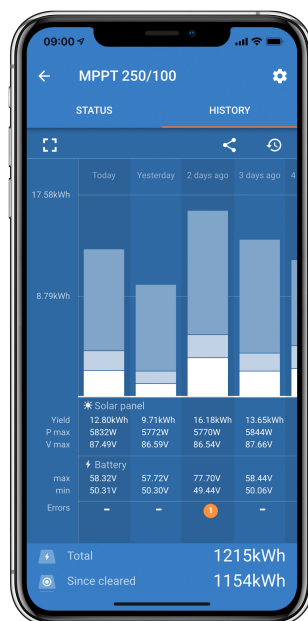 09:00
MPPT 250/100
STATUS HISTORY
Today Yesterday 2 days ago 3 days ago 4
17.58kWh
8.79kWh
Solar panel
Yield 12.80kWh 9.71kWh 16.18kWh 13.65kWh
P max 5832W 5772W 5770W 5844W
V max 87.49V 86.59V 86.54V 87.66V
Battery
max 58.32V 57.72V 77.70V 58.44V
min 50.31V 50.30V 49.44V 50.06V
Errors – – 1 –
Total 1215kWh
Since cleared 1154kWh